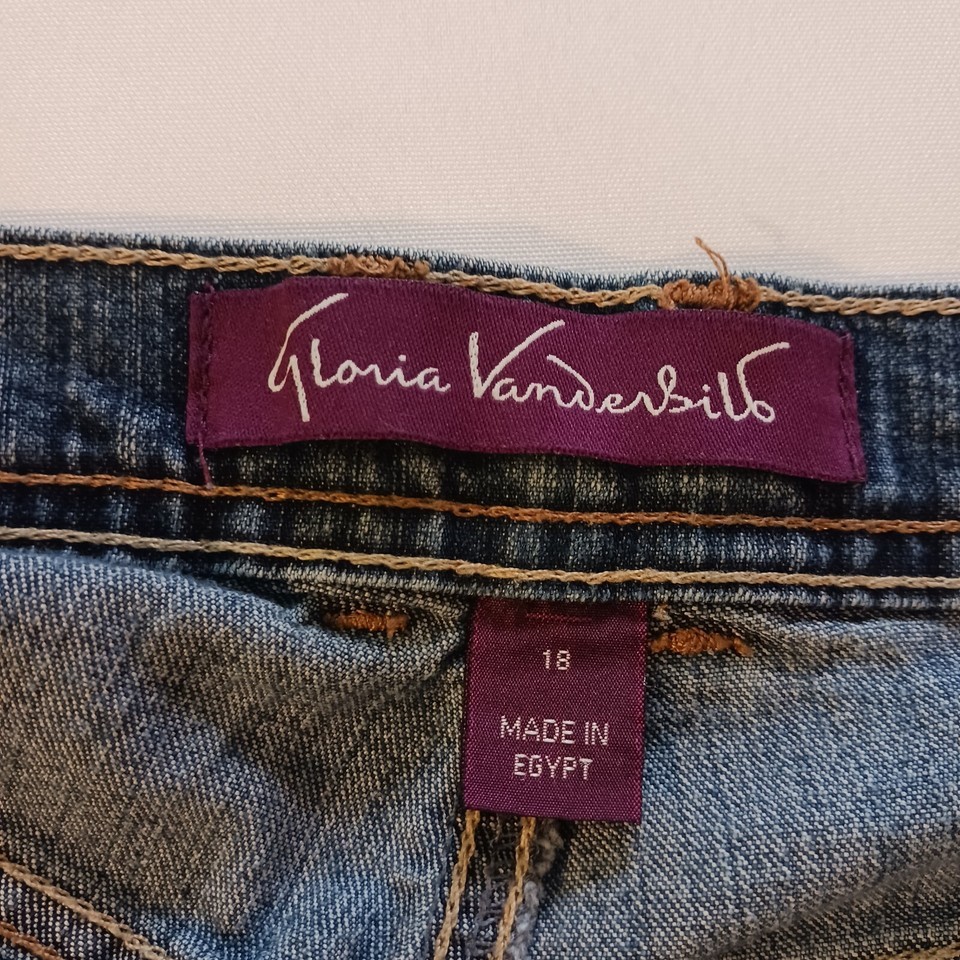 Gloria Vanderbilt
18
MADE IN
EGYPT